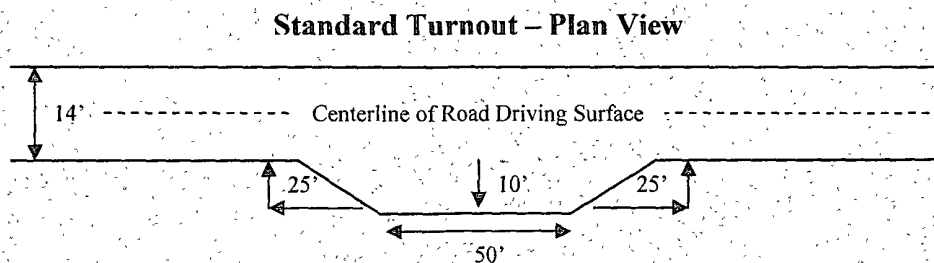 Standard Turnout – Plan View
14'
Centerline of Road Driving Surface
25'
10'
25'
50'